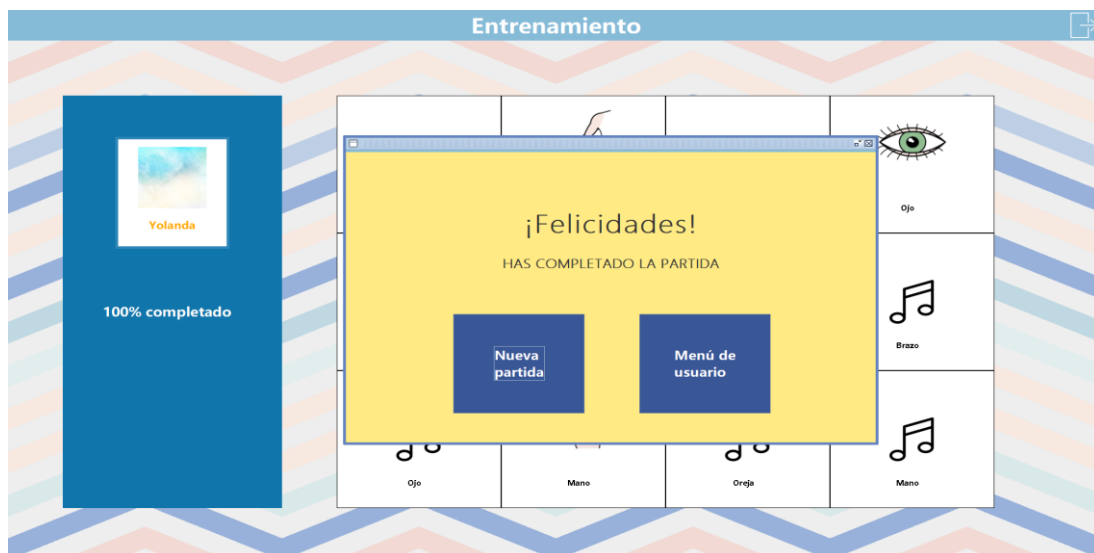 Entrenamiento
Yolanda
100% completado
¡Felicidades!
HAS COMPLETADO LA PARTIDA
Nueva
partida
Menú de
usuario
Ojo
Brazo
Ojo
Mano
Oreja
Mano